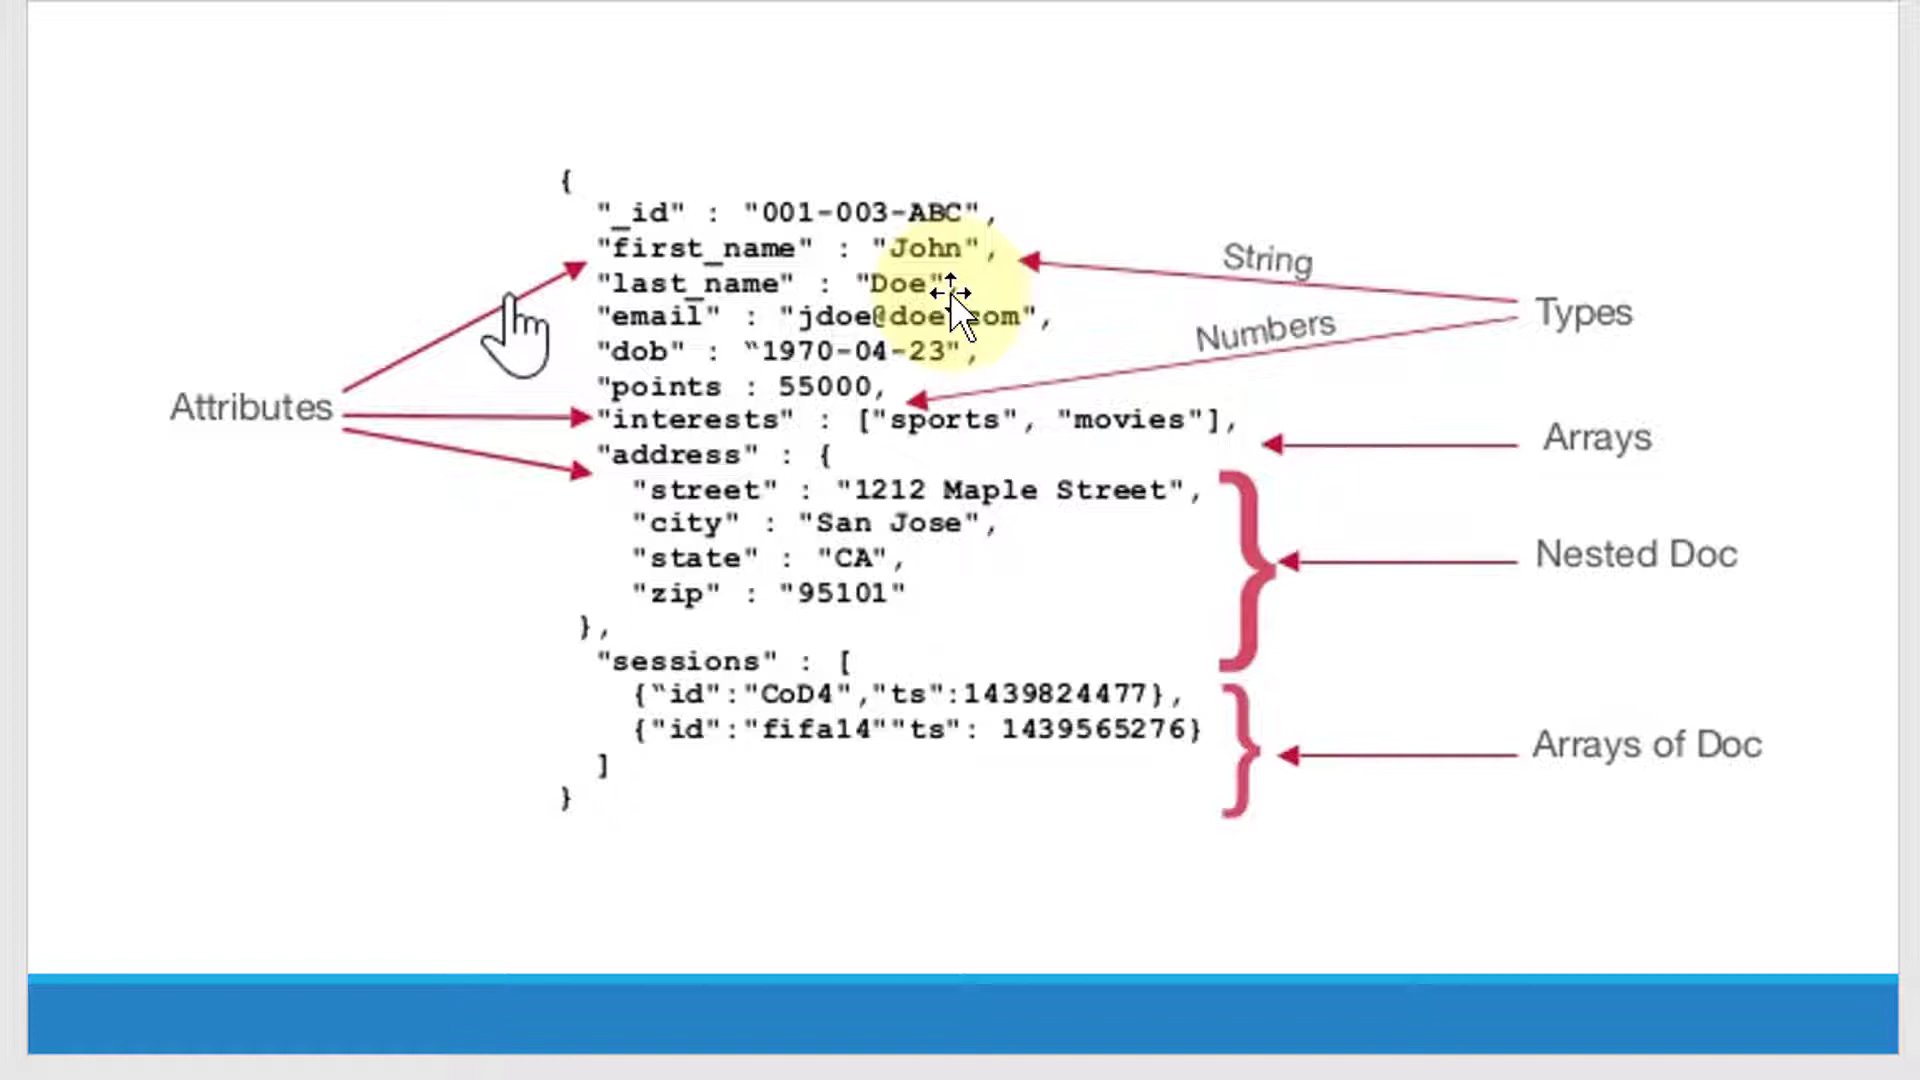 {
"_id" : "001-003-ABC",
"first_name" : "John",
"last_name" : "Doe",
"email" : "jdoe@doe.com",
"dob" : “1970-04-23",
"points : 55000,
"interests" : ["sports", "movies"],
"address" : {
"street" : "1212 Maple Street",
"city" : "San Jose",
"state" : "CA",
"zip" : "95101"
},
"sessions" : [
{“id":"CoD4","ts":1439824477},
{"id":"fifa14""ts": 1439565276}
]
}
Attributes
String
Numbers
Types
Arrays
Nested Doc
Arrays of Doc